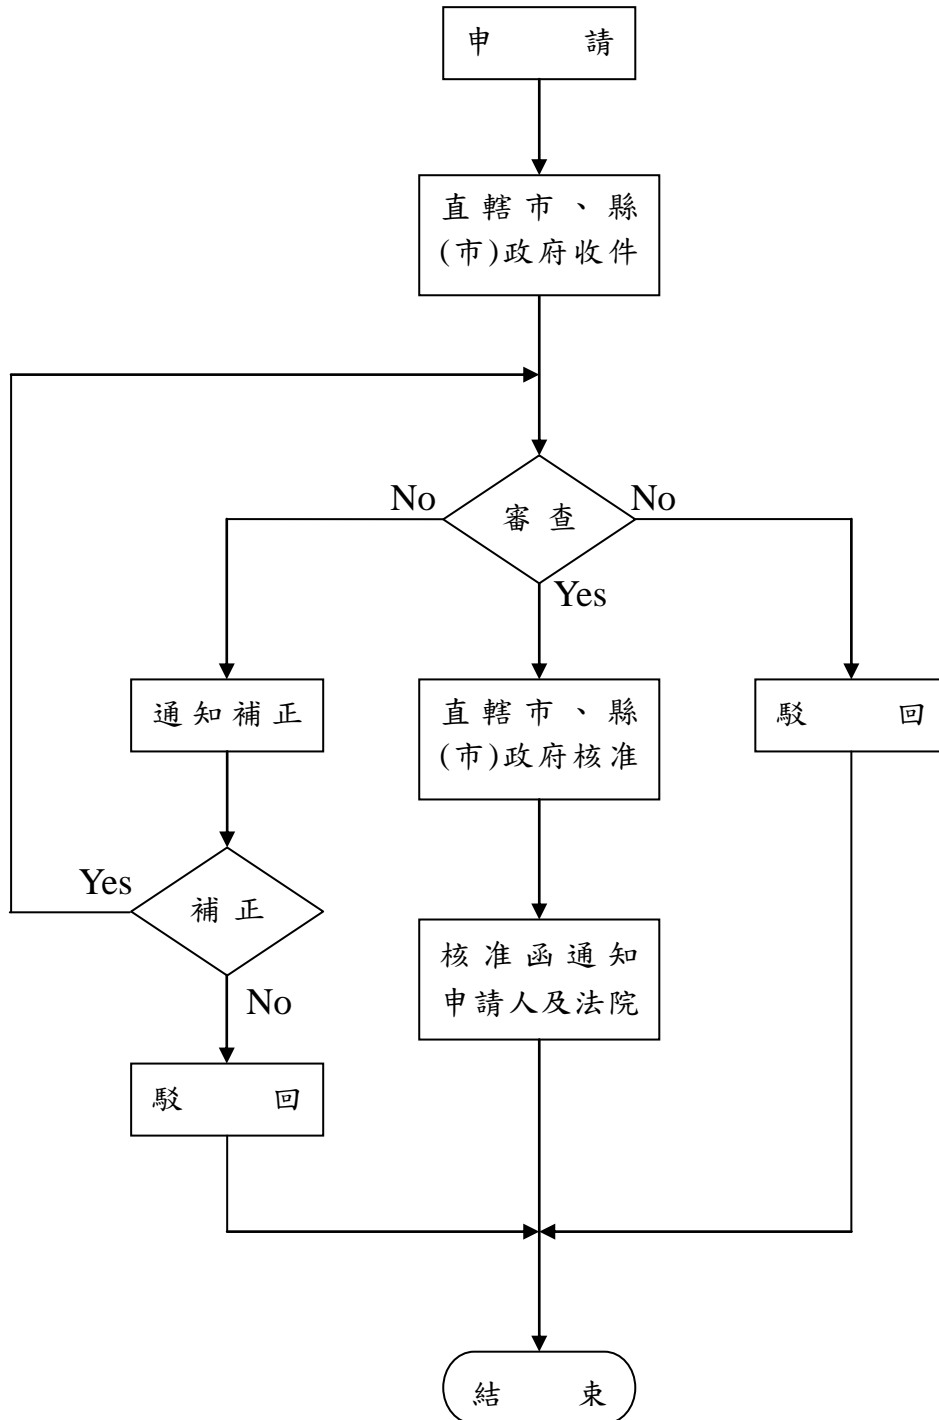 申請
直轄市、縣
(市)政府收件
No
No
審查
Yes
通知補正
直轄市、縣
(市)政府核准
駁回
Yes
補正
核准函通知
申請人及法院
No
駁回
結束